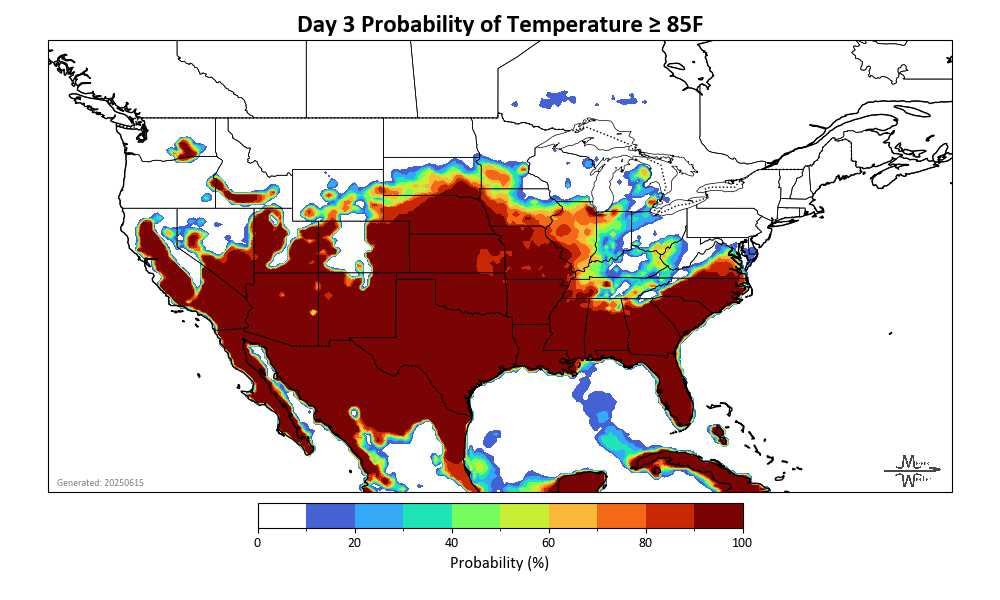 Day 3 Probability of Temperature ≥ 85F
Generated: 20250615
0 20 40 60 80 100
Probability (%)